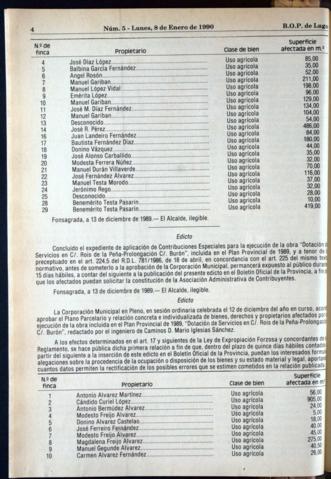 4 Núm. 5 - Lunes, 8 de Enero de 1990 B.O.P. de Lugo
N.º de finca Propietario Clase de bien Superficie afectada en m.²
4 José Díaz López Uso agrícola 85,00
5 Balbina García Fernández Uso agrícola 35,00
6 Angel Rosón Uso agrícola 52,00
7 Manuel Gariban Uso agrícola 211,00
8 Manuel López Vidal Uso agrícola 198,00
9 Emérita López Uso agrícola 96,00
10 Manuel Gariban Uso agrícola 129,00
11 José M. Díaz Fernández Uso agrícola 134,00
12 Manuel Gariban Uso agrícola 104,00
13 Desconocido Uso agrícola 54,00
14 José R. Pérez Uso agrícola 486,00
16 Juan Landeiro Fernández Uso agrícola 84,00
17 Bautista Fernández Díaz Uso agrícola 180,00
18 Donino Vázquez Uso agrícola 44,00
19 José Alonso Carballido Uso agrícola 35,00
20 Modesta Ferrera Núñez Uso agrícola 32,00
21 Manuel Durán Villaverde Uso agrícola 70,00
22 José Fernández Alvarez Uso agrícola 116,00
23 Manuel Testa Morodo Uso agrícola 37,00
24 Jerónimo Rego Uso agrícola 32,00
25 Desconocido Uso agrícola 28,00
28 Benemérito Testa Pasarín Uso agrícola 10,00
29 Benemérito Testa Pasarín Uso agrícola 419,00
Fonsagrada, a 13 de diciembre de 1989.— El Alcalde, ilegible.
Edicto
Concluido el expediente de aplicación de Contribuciones Especiales para la ejecución de la obra "Dotación de
Servicios en C/. Rois de la Peña-Prolongación C/. Burón", incluida en el Plan Provincial de 1989, y a tenor de lo
preceptuado en el art. 224.5 del R.D.L. 781/1986, de 18 de abril, en concordancia con el art. 225 del mismo texto
normativo, antes de someterlo a la aprobación de la Corporación Municipal, permanecerá expuesto al público durante
15 días hábiles, a contar del siguiente a la publicación del presente edicto en el Boletín Oficial de la Provincia, a fin de
que los afectados puedan solicitar la constitución de la Asociación Administrativa de Contribuyentes.
Fonsagrada, a 13 de diciembre de 1989.— El Alcalde, ilegible.
Edicto
La Corporación Municipal en Pleno, en sesión ordinaria celebrada el 12 de diciembre del año en curso, acordó
aprobar el Plano Parcelario y relación concreta e individualizada de bienes, derechos y propietarios afectados por la
ejecución de la obra incluida en el Plan Provincial de 1989, "Dotación de Servicios en C/. Rois de la Peña-Prolongación
C/. Burón", redactado por el ingeniero de Caminos D. Mario Iglesias Sánchez.
A los efectos determinados en el art. 17 y siguientes de la Ley de Expropiación Forzosa y concordantes de su
Reglamento, se hace pública dicha primera relación a fin de que, dentro del plazo de quince días hábiles contados a
partir del siguiente a la inserción de este edicto en el Boletín Oficial de la Provincia, puedan los interesados formular
alegaciones sobre la procedencia de la ocupación o disposición de los bienes y su estado material y legal, aportando
cuantos datos permitan la rectificación de los posibles errores que se estimen cometidos en la relación publicada.
N.º de finca Propietario Clase de bien Superficie afectada en m.²
1 Antonio Alvarez Martínez Uso agrícola 56,00
2 Cándido Curiel López Uso agrícola 905,00
3 Antonio Bermúdez Alvarez Uso agrícola 24,00
4 Modesto Freijo Alvarez Uso agrícola 5,00
5 Donino Alvarez Castelao Uso agrícola 18,00
6 José Ferreiro Fernández Uso agrícola 40,00
7 Modesto Freijo Alvarez Uso agrícola 45,00
8 Magdalena Freijo Alvarez Uso agrícola 275,00
9 Manuel Gegunde Alvarez Uso agrícola 40,50
10 Carmen Alvarez Fernández Uso agrícola 26,00